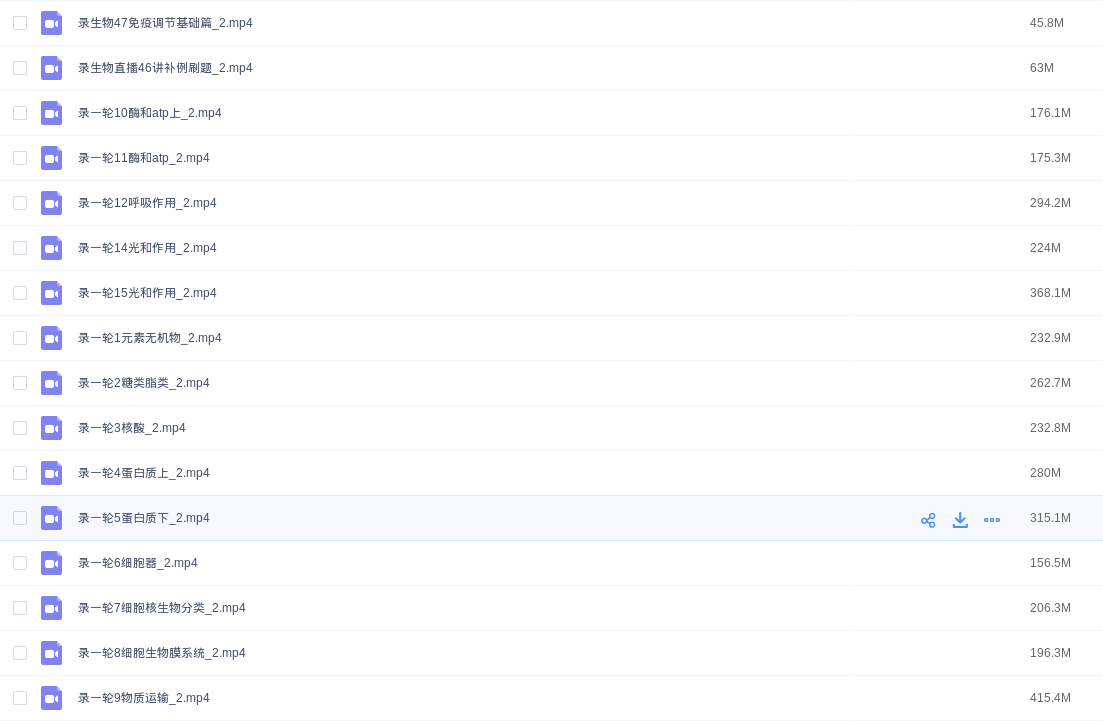 录生物47免疫调节基础篇_2.mp4 45.8M
录生物直播46讲补例刷题_2.mp4 63M
录一轮10酶和atp上_2.mp4 176.1M
录一轮11酶和atp_2.mp4 175.3M
录一轮12呼吸作用_2.mp4 294.2M
录一轮14光和作用_2.mp4 224M
录一轮15光和作用_2.mp4 368.1M
录一轮1元素无机物_2.mp4 232.9M
录一轮2糖类脂类_2.mp4 262.7M
录一轮3核酸_2.mp4 232.8M
录一轮4蛋白质上_2.mp4 280M
录一轮5蛋白质下_2.mp4 315.1M
录一轮6细胞器_2.mp4 156.5M
录一轮7细胞核生物分类_2.mp4 206.3M
录一轮8细胞生物膜系统_2.mp4 196.3M
录一轮9物质运输_2.mp4 415.4M